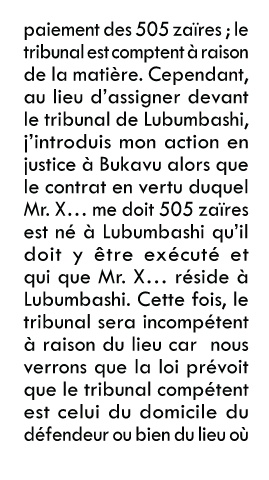 paiement des 505 zaïres ; le
tribunal est comptent à raison
de la matière. Cependant,
au lieu d'assigner devant
le tribunal de Lubumbashi,
j'introduis mon action en
justice à Bukavu alors que
le contrat en vertu duquel
Mr. X… me doit 505 zaïres
est né à Lubumbashi qu'il
doit y être exécuté et
qui que Mr. X… réside à
Lubumbashi. Cette fois, le
tribunal sera incompétent
à raison du lieu car  nous
verrons que la loi prévoit
que le tribunal compétent
est celui du domicile du
défendeur ou bien du lieu où